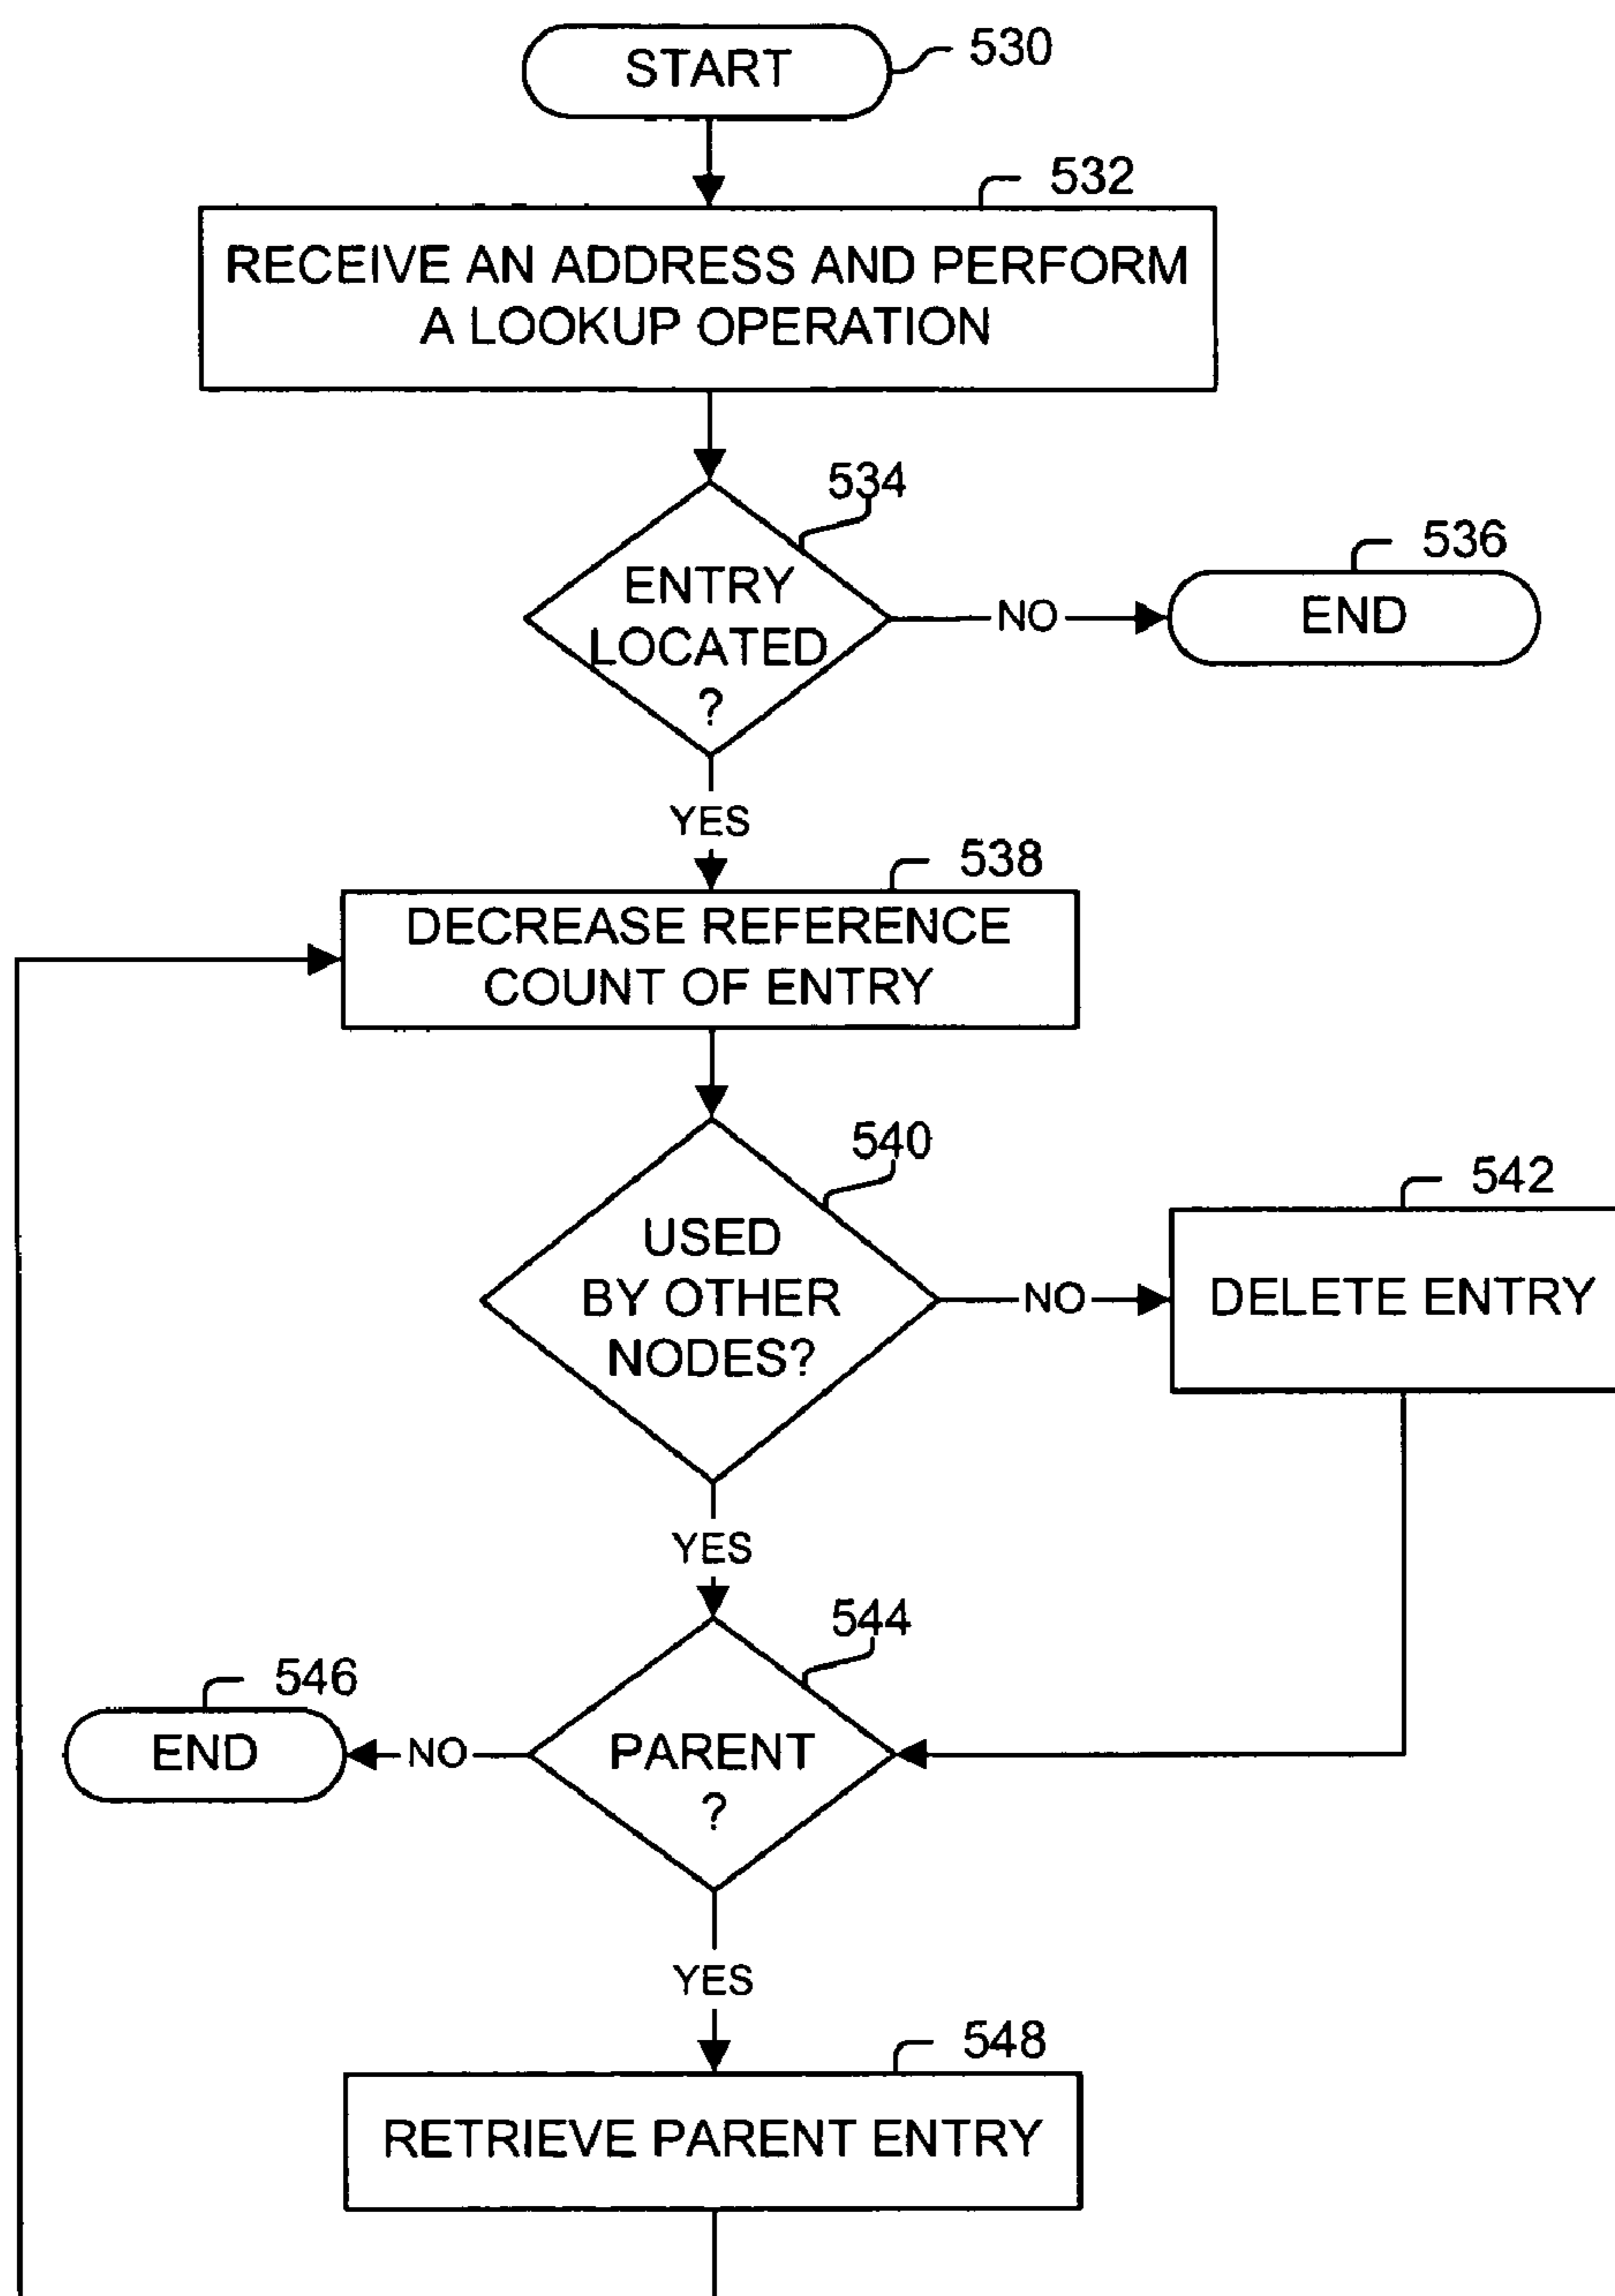 START
530
532
RECEIVE AN ADDRESS AND PERFORM
A LOOKUP OPERATION
534
ENTRY
LOCATED
?
NO
536
END
YES
538
DECREASE REFERENCE
COUNT OF ENTRY
540
USED
BY OTHER
NODES?
NO
542
DELETE ENTRY
YES
544
PARENT
?
NO
546
END
YES
548
RETRIEVE PARENT ENTRY